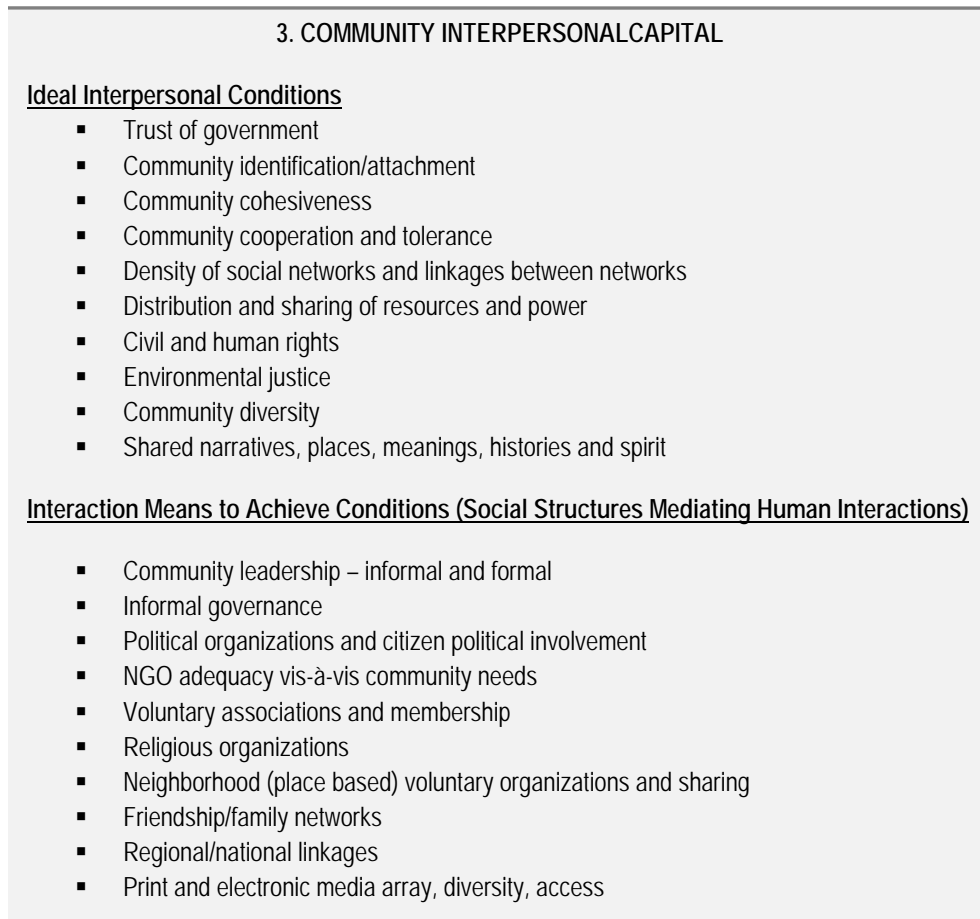 3. COMMUNITY INTERPERSONALCAPITAL
Ideal Interpersonal Conditions
▪ Trust of government
▪ Community identification/attachment
▪ Community cohesiveness
▪ Community cooperation and tolerance
▪ Density of social networks and linkages between networks
▪ Distribution and sharing of resources and power
▪ Civil and human rights
▪ Environmental justice
▪ Community diversity
▪ Shared narratives, places, meanings, histories and spirit
Interaction Means to Achieve Conditions (Social Structures Mediating Human Interactions)
▪ Community leadership – informal and formal
▪ Informal governance
▪ Political organizations and citizen political involvement
▪ NGO adequacy vis-à-vis community needs
▪ Voluntary associations and membership
▪ Religious organizations
▪ Neighborhood (place based) voluntary organizations and sharing
▪ Friendship/family networks
▪ Regional/national linkages
▪ Print and electronic media array, diversity, access